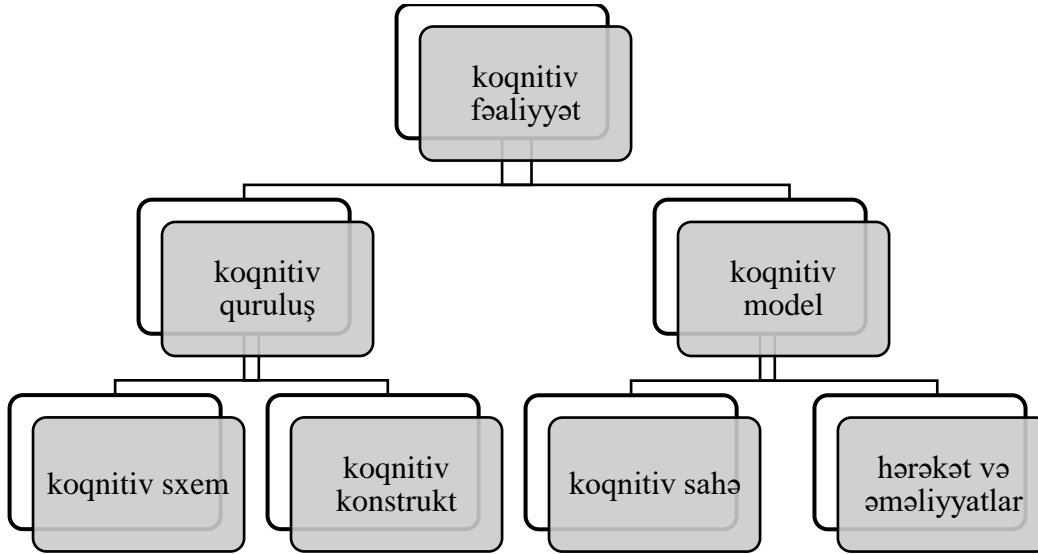 koqnitiv
fəaliyyət
koqnitiv
quruluş
koqnitiv
model
koqnitiv sxem
koqnitiv
konstrukt
koqnitiv sahə
hərəkət və
əməliyyatlar